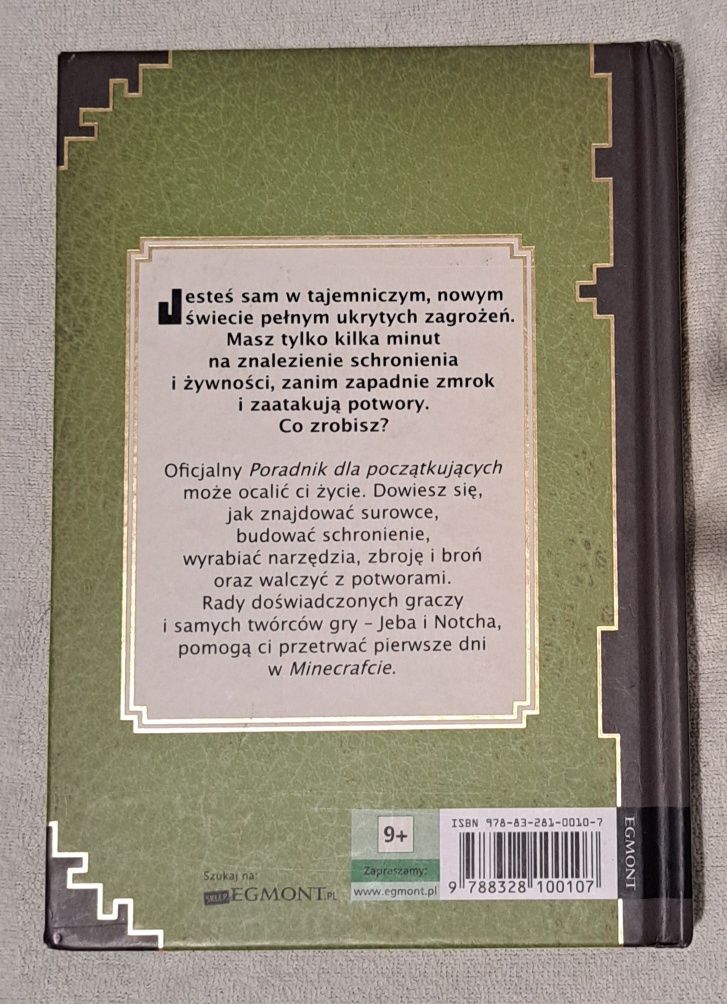 Jesteś sam w tajemniczym, nowym
świecie pełnym ukrytych zagrożeń.
Masz tylko kilka minut
na znalezienie schronienia
i żywności, zanim zapadnie zmrok
i zaatakują potwory.
Co zrobisz?
Oficjalny Poradnik dla początkujących
może ocalić ci życie. Dowiesz się,
jak znajdować surowce,
budować schronienie,
wyrabiać narzędzia, zbroję i broń
oraz walczyć z potworami.
Rady doświadczonych graczy
i samych twórców gry – Jeba i Notcha,
pomogą ci przetrwać pierwsze dni
w Minecrafcie.
Szukaj na:
SKLEP EGMONT.PL
9+
Zapraszamy:
www.egmont.pl
ISBN 978-83-281-0010-7
9 788328 100107
EGMONT